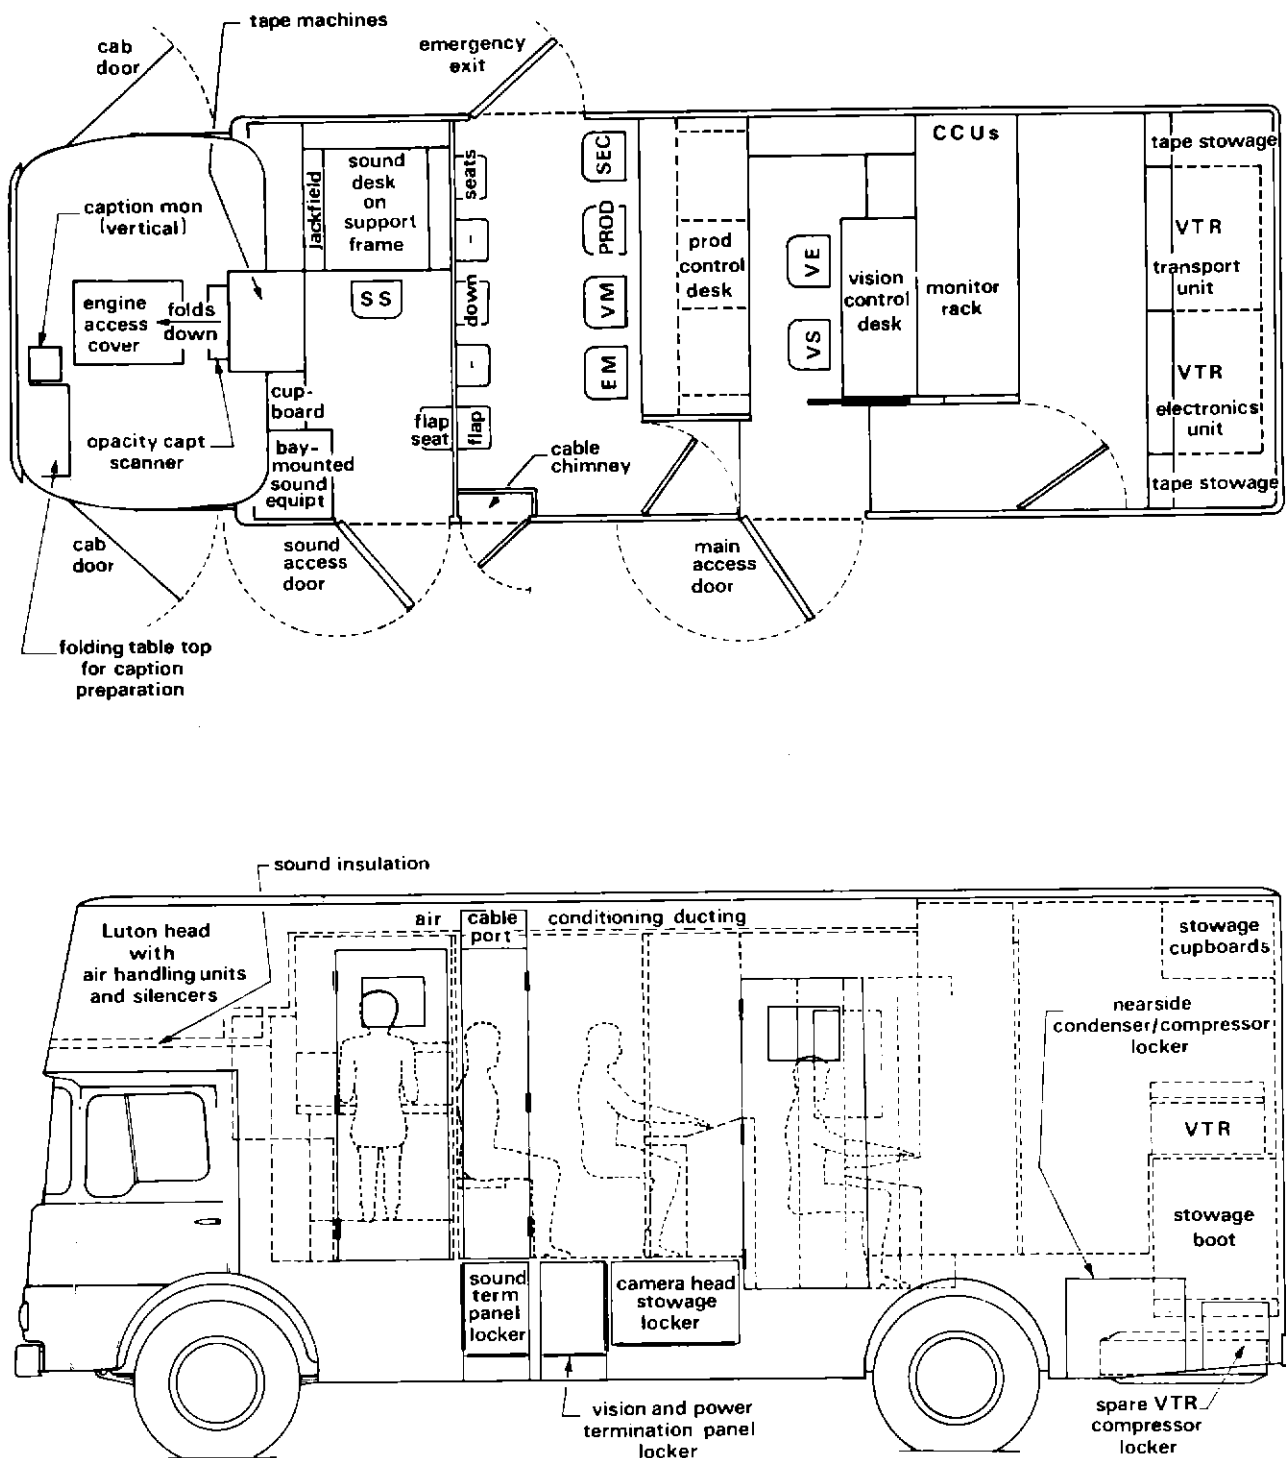 tape machines
cab
door
emergency
exit
caption mon
(vertical)
jackfield
sound
desk
on
support
frame
seats
SEC
PROD
prod
control
desk
CCUs
tape stowage
VTR
transport
unit
engine
access
cover
folds
down
SS
down
VM
VE
vision
control
desk
monitor
rack
EM
VS
VTR
electronics
unit
cup-
board
opacity capt
scanner
bay-
mounted
sound
equipt
flap
seat
flap
cable
chimney
tape stowage
cab
door
sound
access
door
main
access
door
folding table top
for caption
preparation
sound insulation
Luton head
with
air handling units
and silencers
air
cable
port
conditioning ducting
stowage
cupboards
nearside
condenser/compressor
locker
VTR
stowage
boot
sound
term
panel
locker
camera head
stowage
locker
vision and power
termination panel
locker
spare VTR
compressor
locker